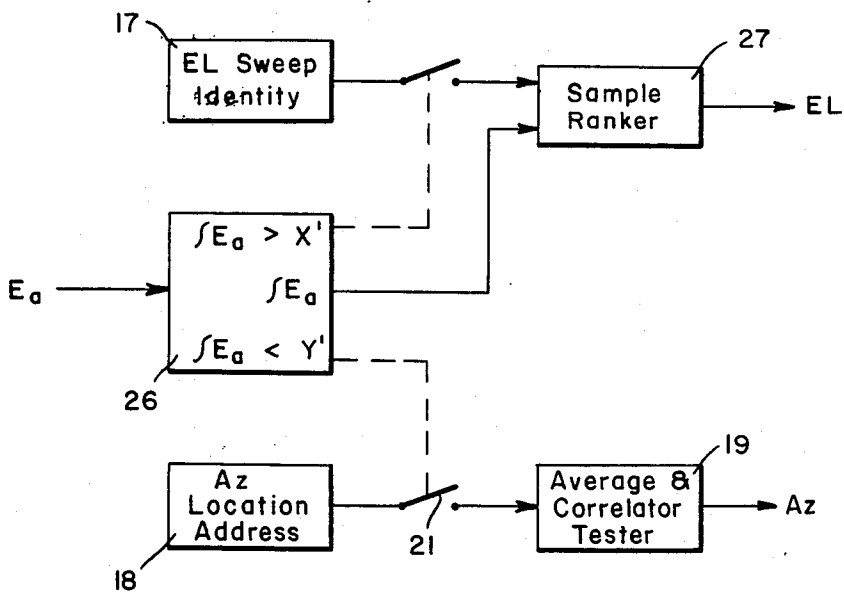 17
EL Sweep
Identity
27
Sample
Ranker
EL
∫Ea > X'
Ea
∫Ea
∫Ea < Y'
26
Az
Location
Address
18
21
19
Average &
Correlator
Tester
Az